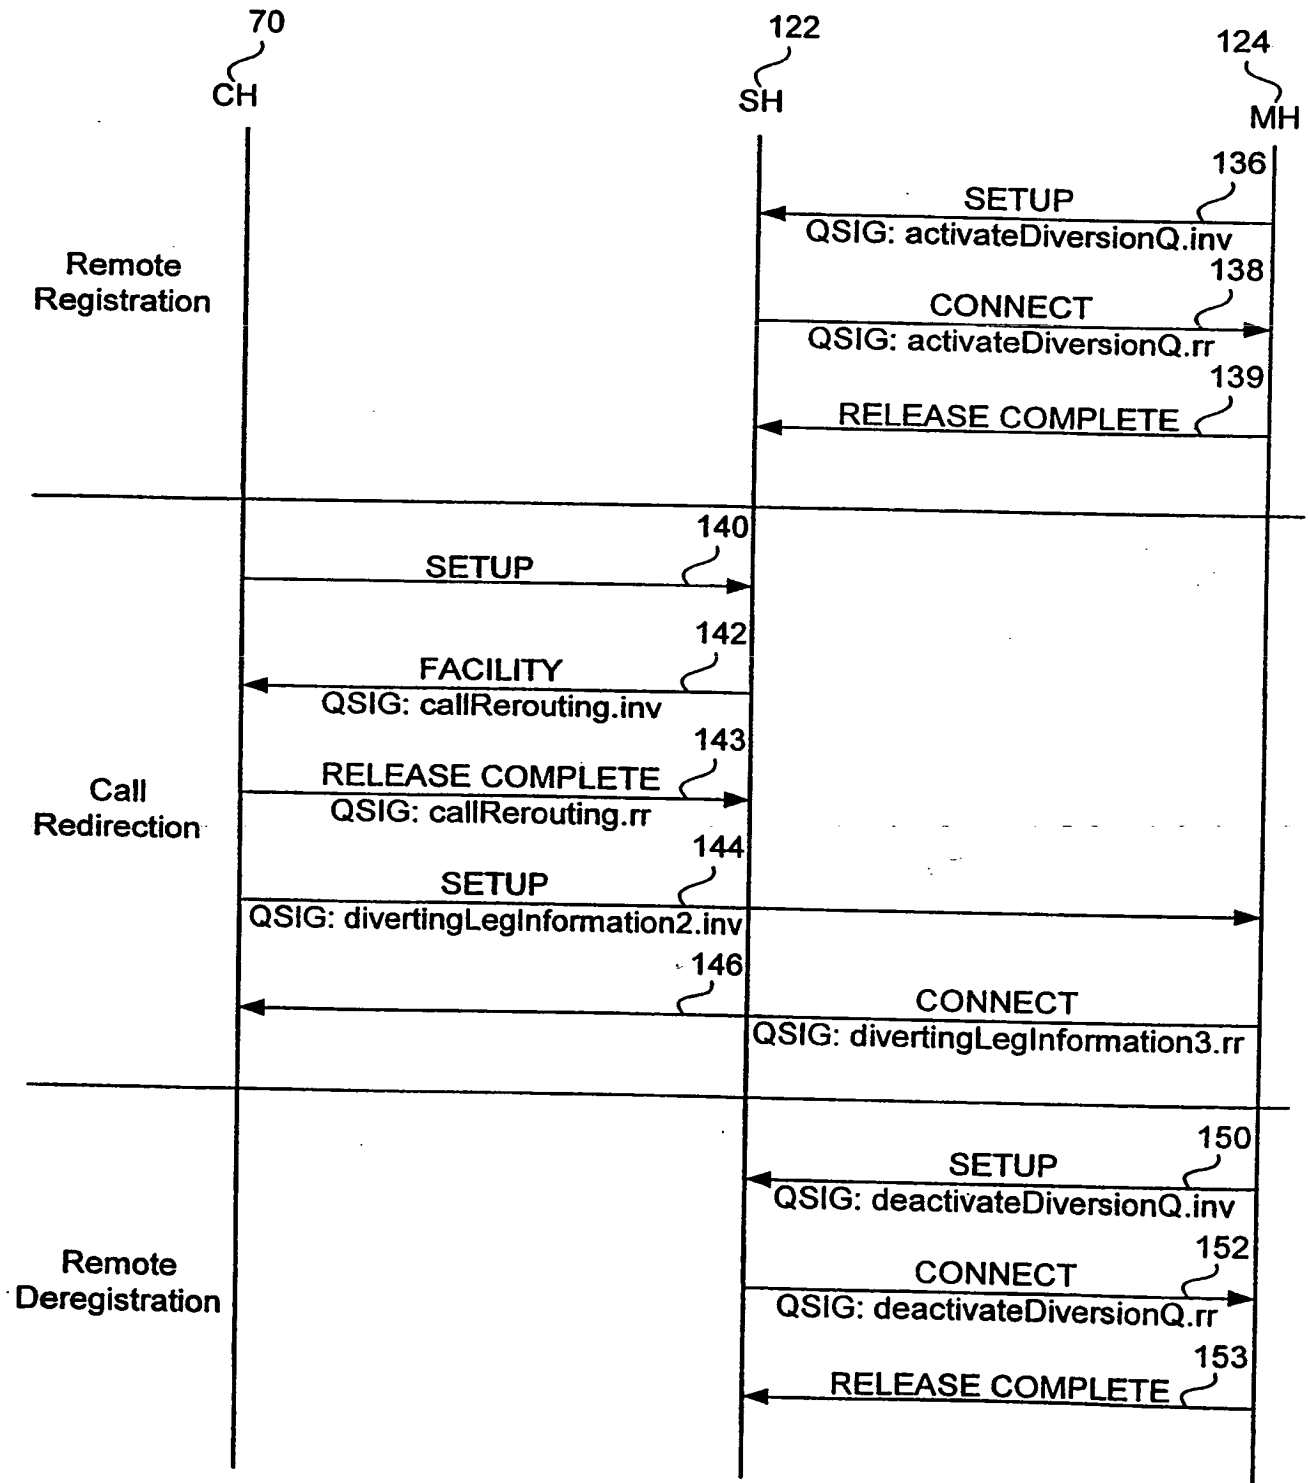 70
122
124
CH
SH
MH
136
SETUP
QSIG: activateDiversionQ.inv
Remote
Registration
138
CONNECT
QSIG: activateDiversionQ.rr
139
RELEASE COMPLETE
140
SETUP
142
FACILITY
QSIG: callRerouting.inv
143
RELEASE COMPLETE
QSIG: callRerouting.rr
Call
Redirection
144
SETUP
QSIG: divertingLegInformation2.inv
146
CONNECT
QSIG: divertingLegInformation3.rr
150
SETUP
QSIG: deactivateDiversionQ.inv
Remote
Deregistration
152
CONNECT
QSIG: deactivateDiversionQ.rr
153
RELEASE COMPLETE